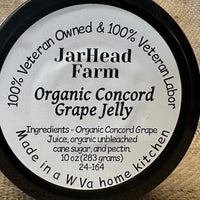 100% Veteran Owned & 100% Veteran Labor
JarHead
Farm
Organic Concord
Grape Jelly
Ingredients - Organic Concord Grape
Juice, organic unbleached
cane sugar, and pectin.
10 oz (283 grams)
24-164
Made in a WVa home kitchen